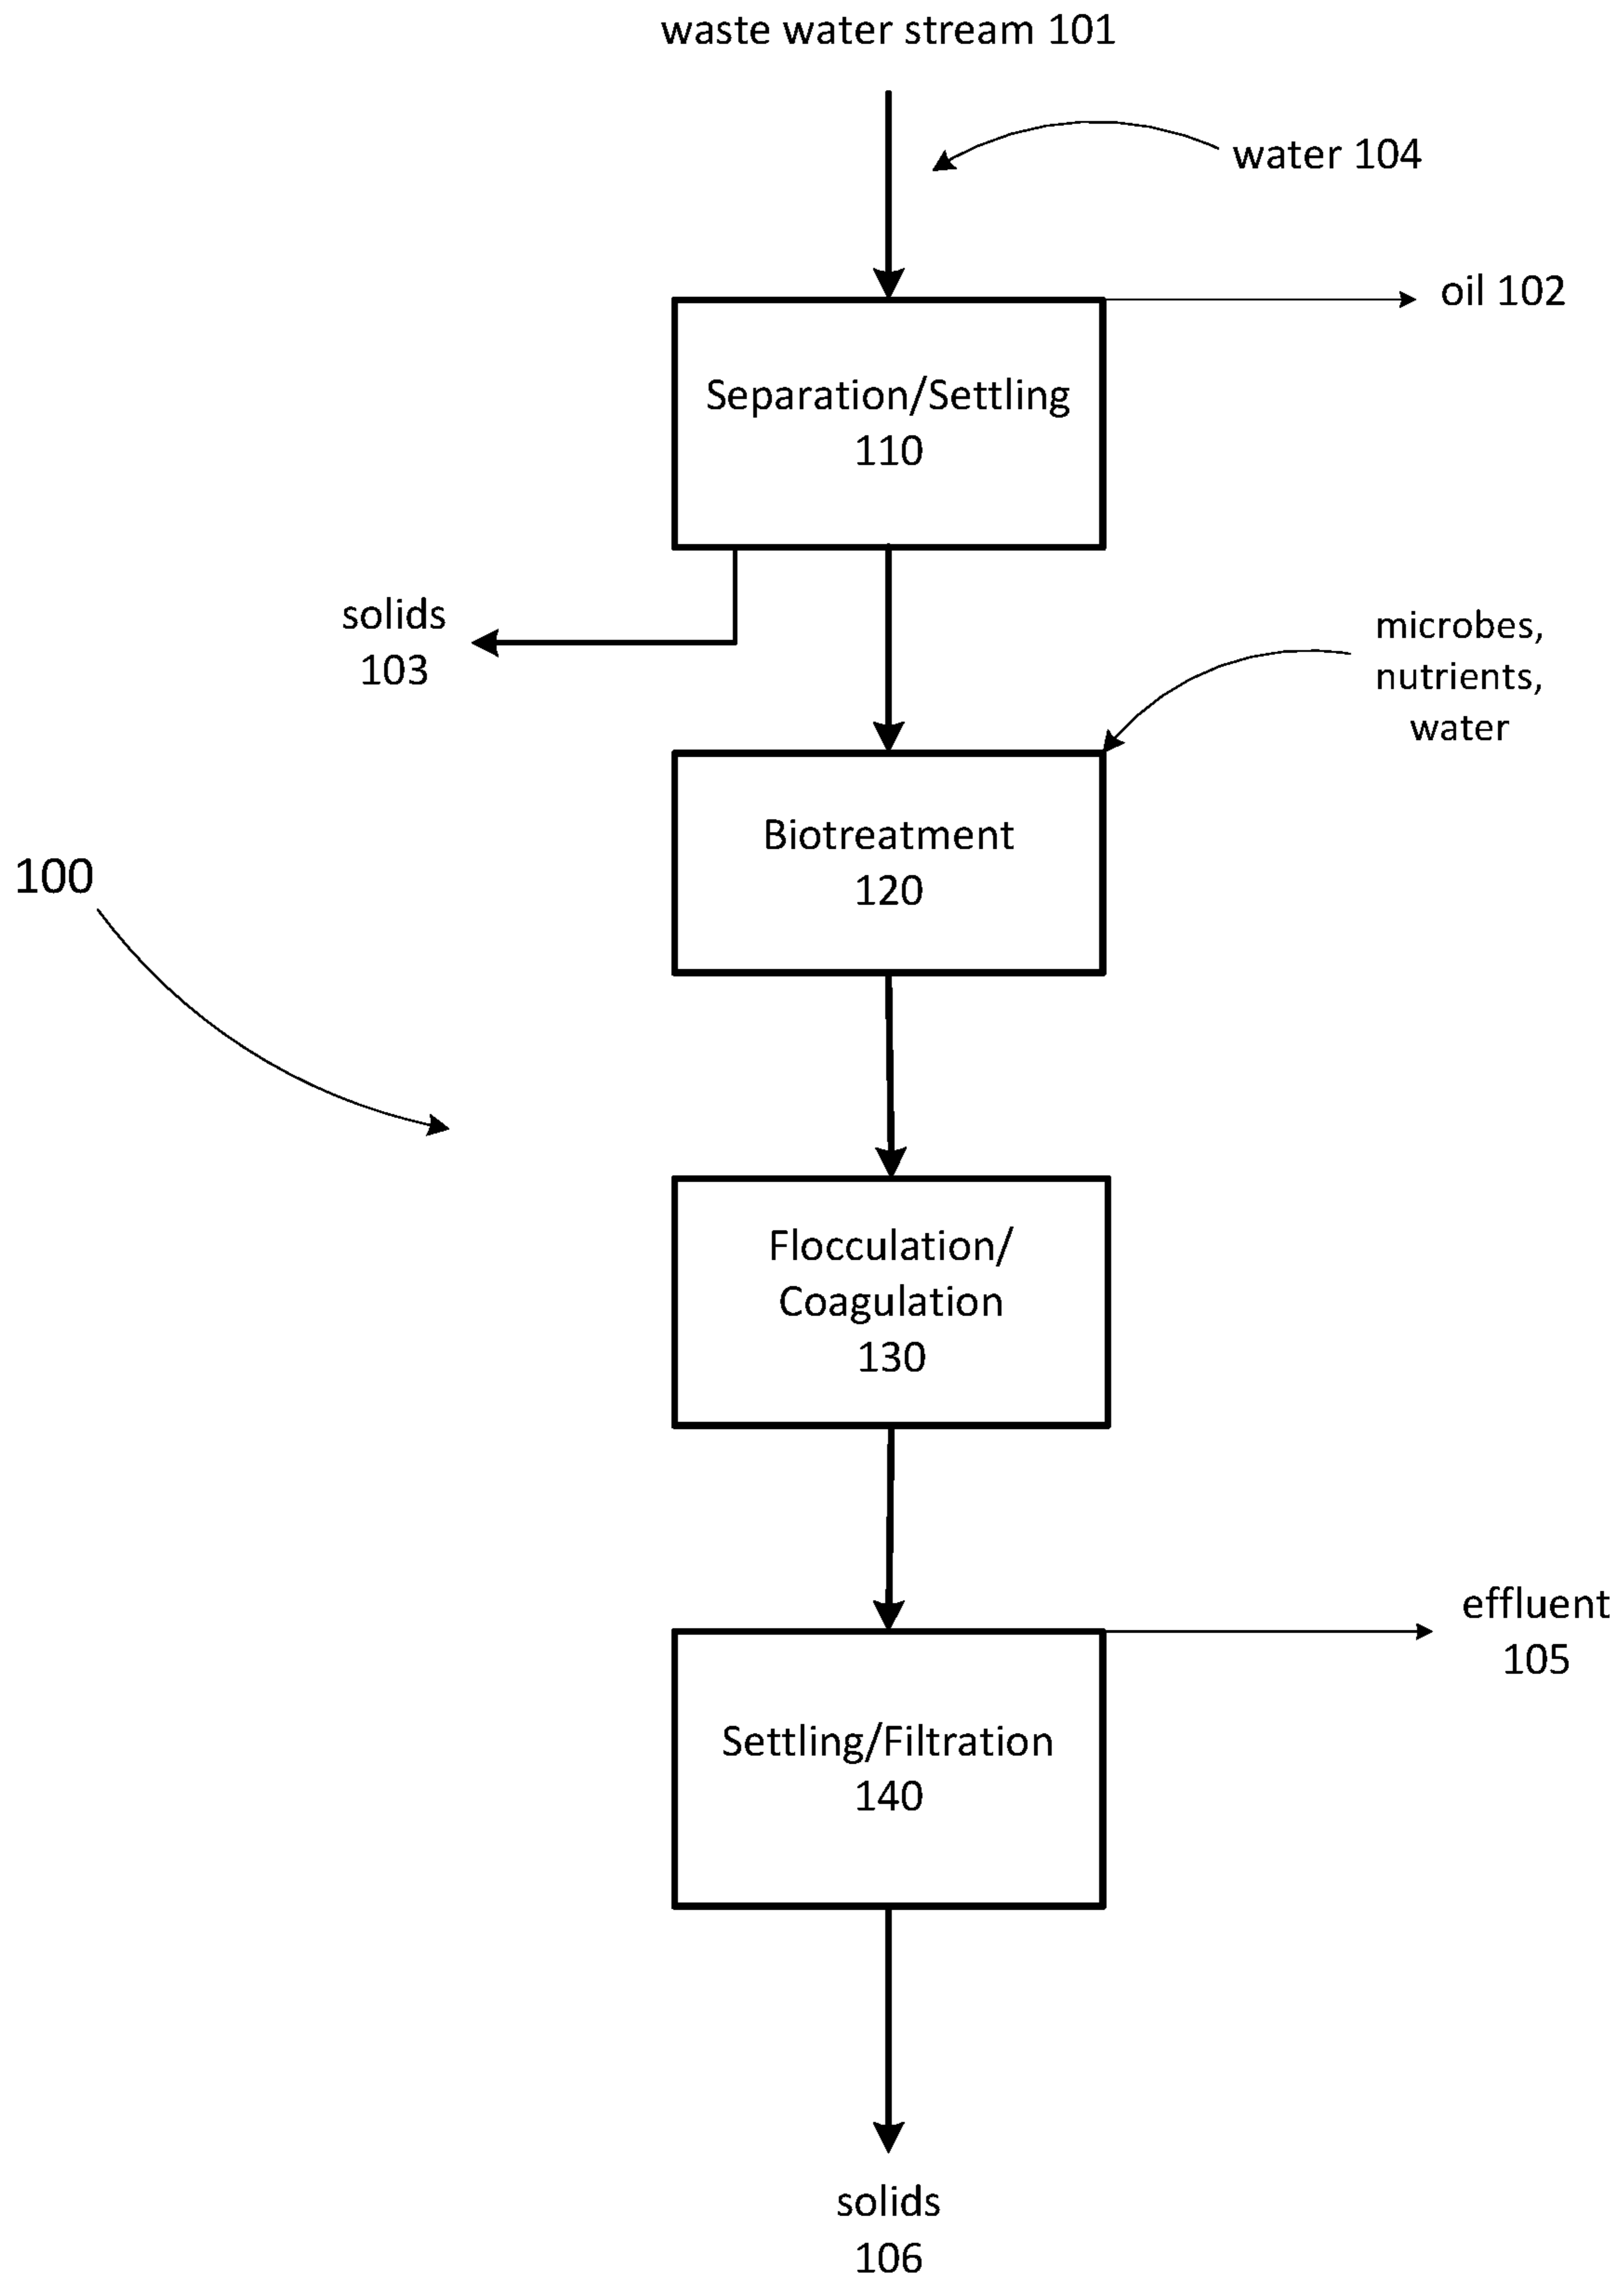 waste water stream 101
water 104
oil 102
Separation/Settling
110
solids
103
microbes,
nutrients,
water
Biotreatment
120
100
Flocculation/
Coagulation
130
effluent
105
Settling/Filtration
140
solids
106